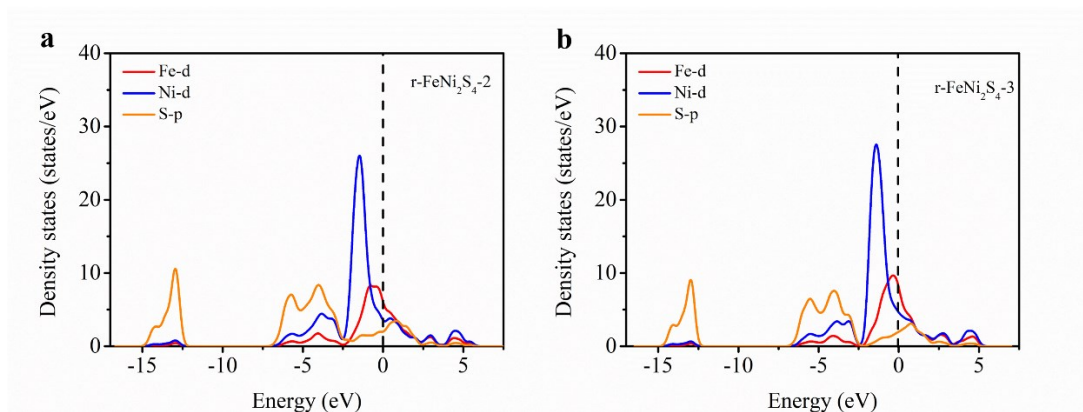 a
40
30
20
10
0
Density states (states/eV)
Fe-d
Ni-d
S-p
r-FeNi₂S₄-2
-15 -10 -5 0 5
Energy (eV)
b
40
30
20
10
0
Density states (states/eV)
Fe-d
Ni-d
S-p
r-FeNi₂S₄-3
-15 -10 -5 0 5
Energy (eV)